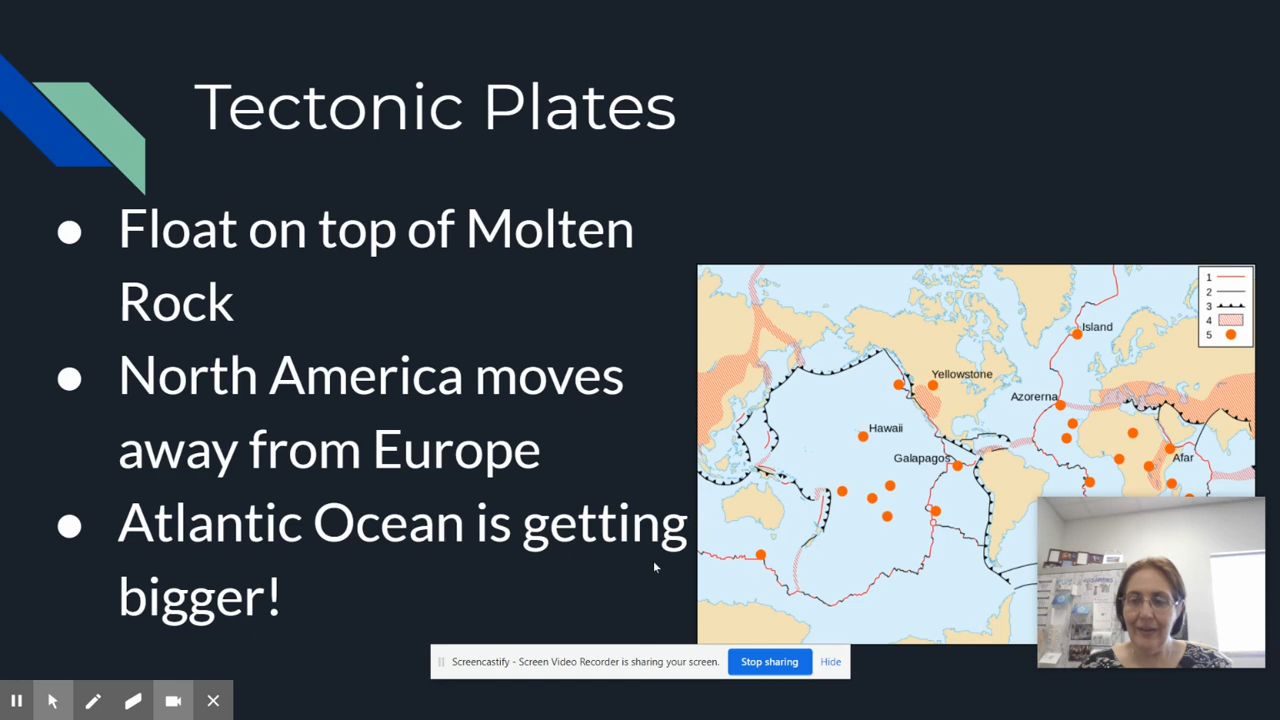 Tectonic Plates
● Float on top of Molten
Rock
● North America moves
away from Europe
● Atlantic Ocean is getting
bigger!
1
2
3
4
5
Island
Yellowstone
Azorerna
Hawaii
Galapagos
Afar
Screencastify - Screen Video Recorder is sharing your screen.
Stop sharing
Hide